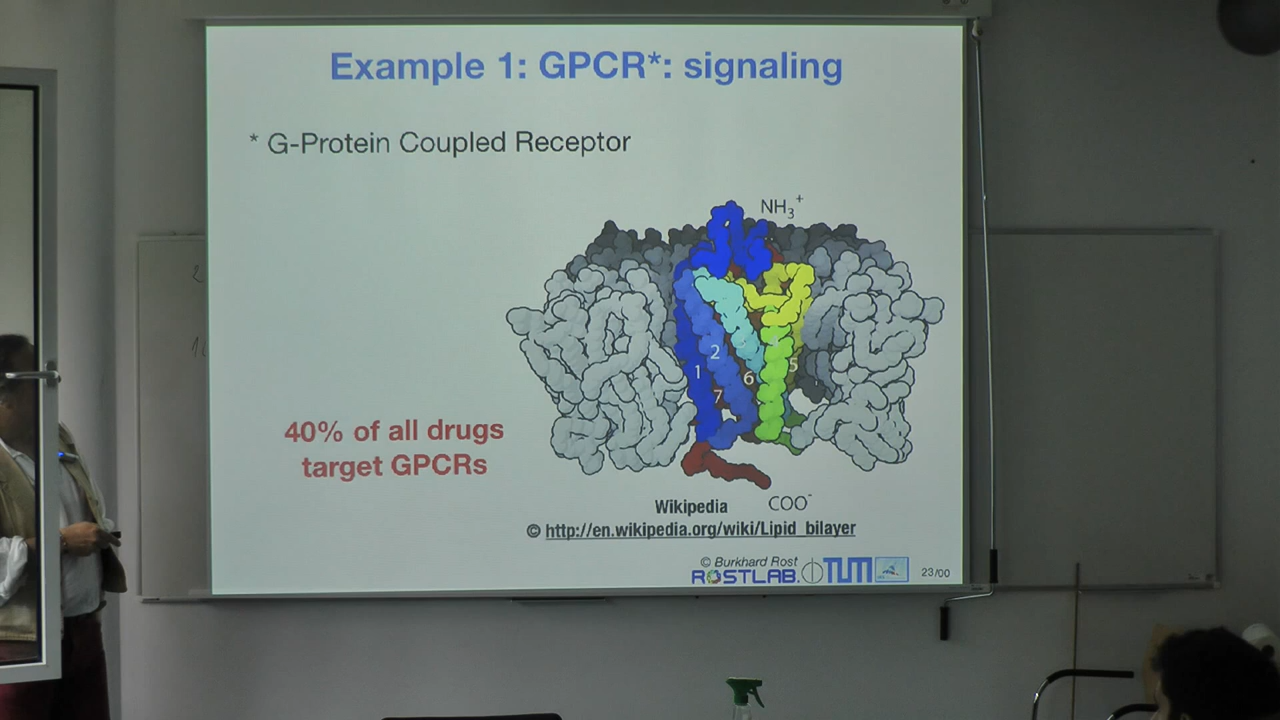 Example 1: GPCR*: signaling
* G-Protein Coupled Receptor
NH₃⁺
1
2
7
6
5
40% of all drugs
target GPCRs
COO⁻
Wikipedia
© http://en.wikipedia.org/wiki/Lipid_bilayer
© Burkhard Rost
ROSTLAB.
TUM
23/00